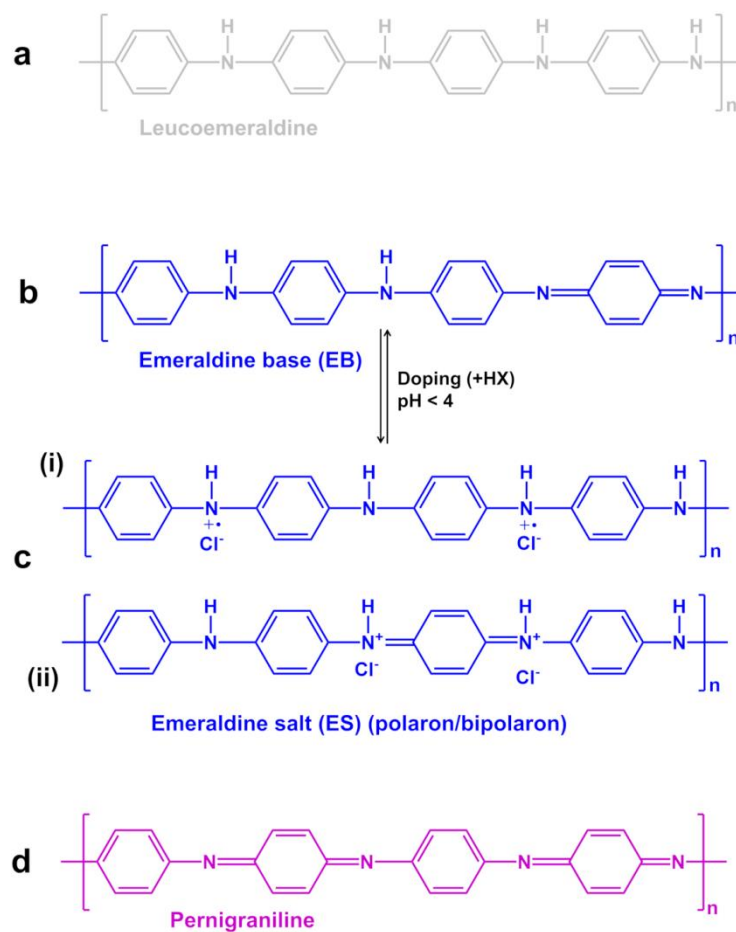 a
H H H H
N N N N
n
Leucoemeraldine
b
H H
N N N N
n
Emeraldine base (EB)
Doping (+HX)
pH < 4
c
(i)
H H H H
N N N N
+• +•
Cl⁻ Cl⁻
n
(ii)
H H H H
N N⁺ N⁺ N
Cl⁻ Cl⁻
n
Emeraldine salt (ES) (polaron/bipolaron)
d
N N N N
n
Pernigraniline